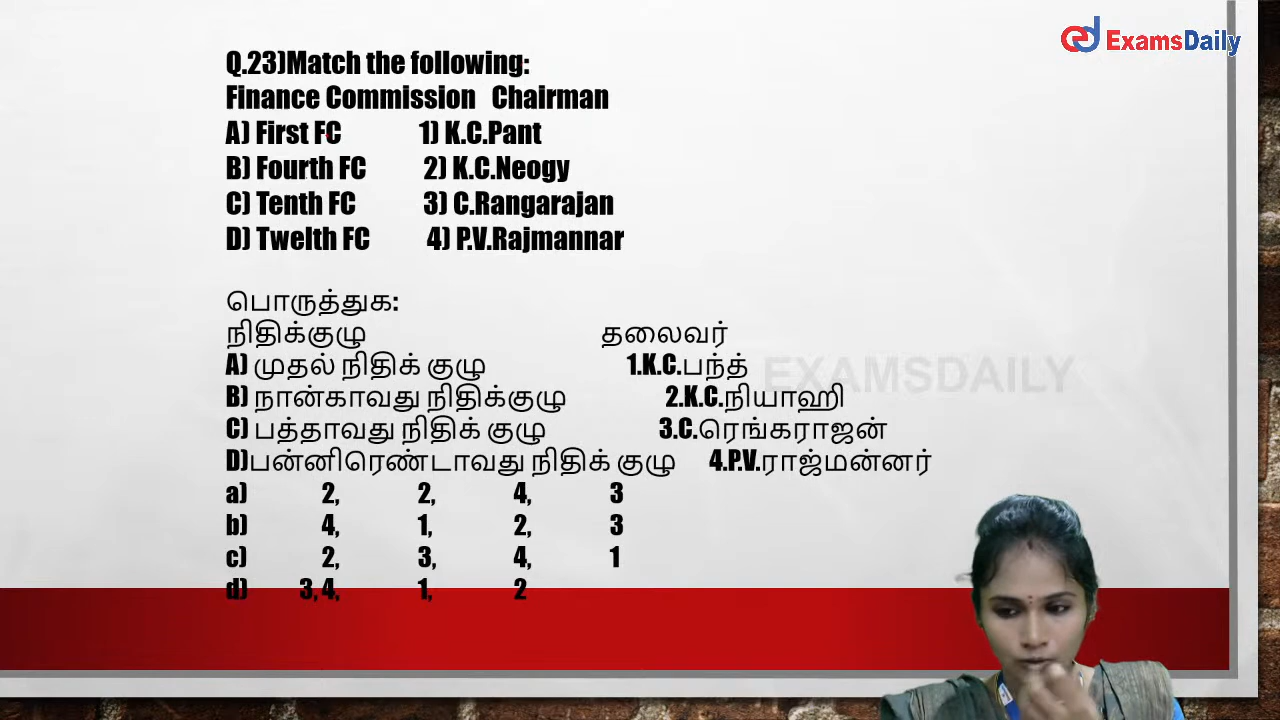 ExamsDaily
Q.23)Match the following:
Finance Commission Chairman
A) First FC 1) K.C.Pant
B) Fourth FC 2) K.C.Neogy
C) Tenth FC 3) C.Rangarajan
D) Twelth FC 4) P.V.Rajmannar
பொருத்துக:
நிதிக்குழு தலைவர்
A) முதல் நிதிக் குழு 1.K.C.பந்த்
B) நான்காவது நிதிக்குழு 2.K.C.நியாஹி
C) பத்தாவது நிதிக் குழு 3.C.ரெங்கராஜன்
D)பன்னிரெண்டாவது நிதிக் குழு 4.P.V.ராஜ்மன்னர்
EXAMSDAILY
a) 2, 2, 4, 3
b) 4, 1, 2, 3
c) 2, 3, 4, 1
d) 3, 4, 1, 2